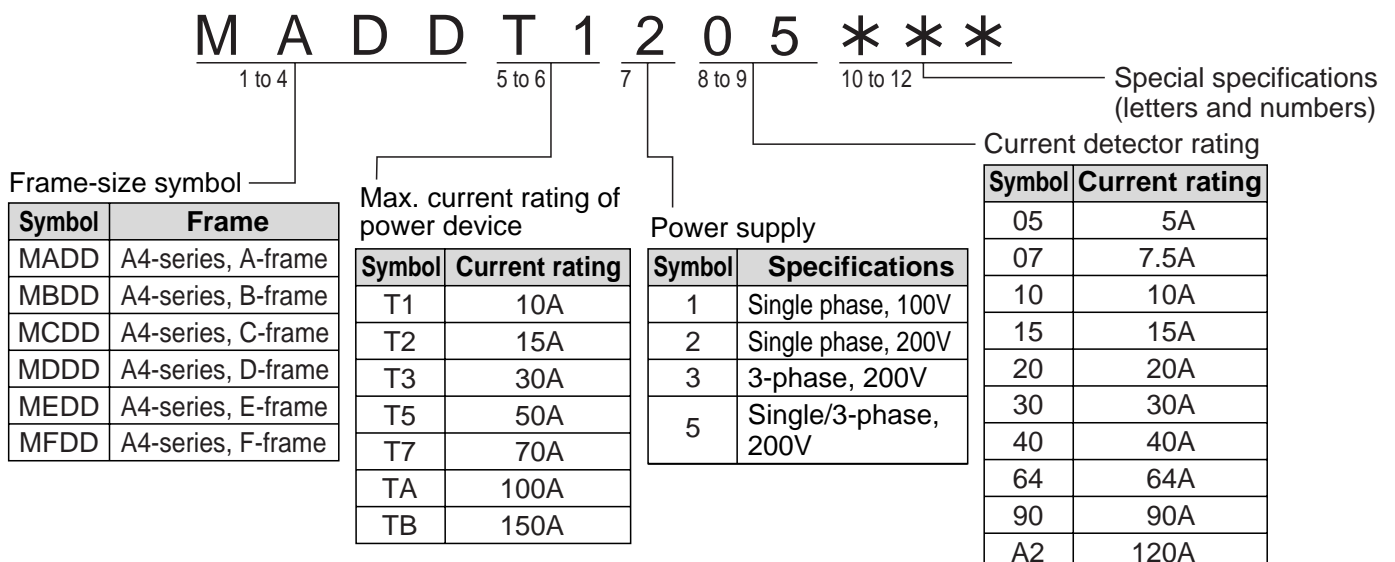 M A D D T 1 2 0 5 * * *
1 to 4 5 to 6 7 8 to 9 10 to 12
Special specifications
(letters and numbers)
Frame-size symbol
Symbol Frame
MADD A4-series, A-frame
MBDD A4-series, B-frame
MCDD A4-series, C-frame
MDDD A4-series, D-frame
MEDD A4-series, E-frame
MFDD A4-series, F-frame
Max. current rating of
power device
Symbol Current rating
T1 10A
T2 15A
T3 30A
T5 50A
T7 70A
TA 100A
TB 150A
Power supply
Symbol Specifications
1 Single phase, 100V
2 Single phase, 200V
3 3-phase, 200V
5 Single/3-phase,
200V
Current detector rating
Symbol Current rating
05 5A
07 7.5A
10 10A
15 15A
20 20A
30 30A
40 40A
64 64A
90 90A
A2 120A